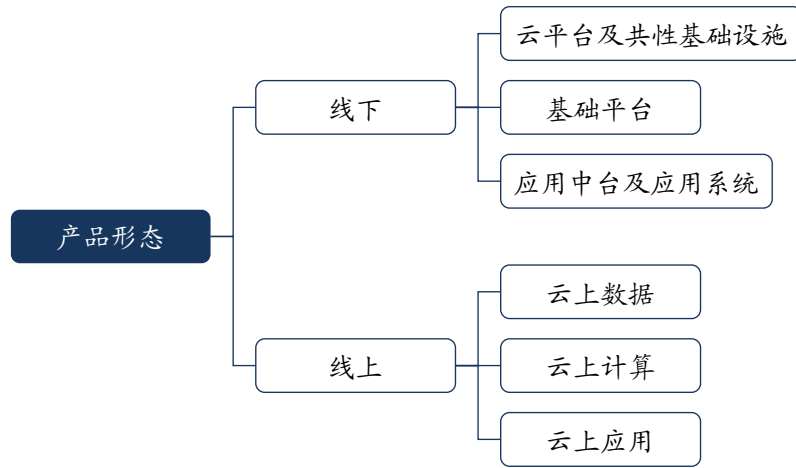 产品形态
线下
云平台及共性基础设施
基础平台
应用中台及应用系统
线上
云上数据
云上计算
云上应用